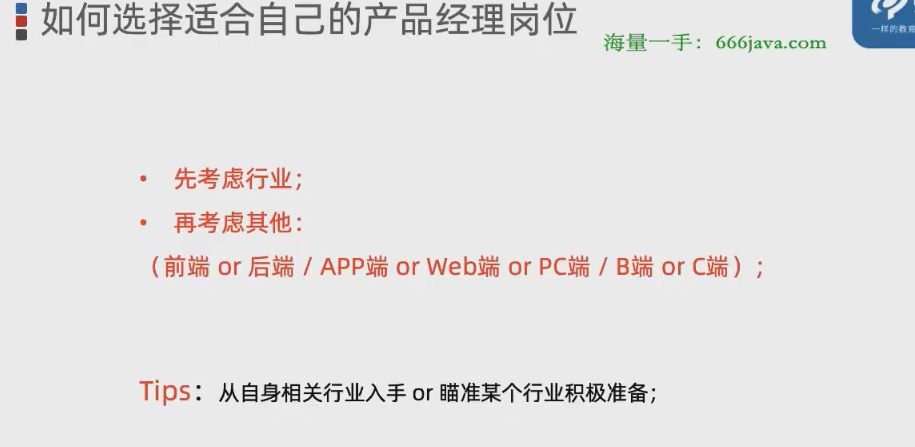 如何选择适合自己的产品经理岗位
海量一手：666java.com
一样的教育
• 先考虑行业；
• 再考虑其他：
（前端 or 后端 / APP端 or Web端 or PC端 / B端 or C端）；
Tips：从自身相关行业入手 or 瞄准某个行业积极准备；